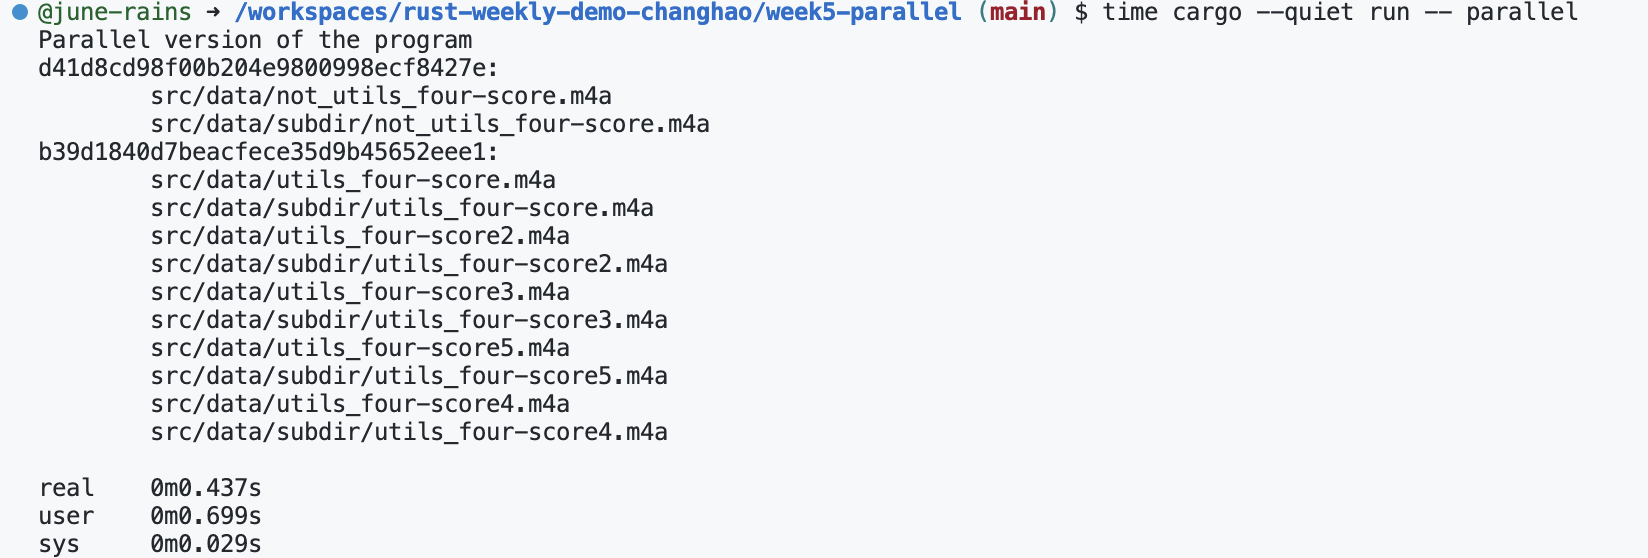 @june-rains → /workspaces/rust-weekly-demo-changhao/week5-parallel (main) $ time cargo --quiet run -- parallel
Parallel version of the program
d41d8cd98f00b204e9800998ecf8427e:
src/data/not_utils_four-score.m4a
src/data/subdir/not_utils_four-score.m4a
b39d1840d7beacfece35d9b45652eee1:
src/data/utils_four-score.m4a
src/data/subdir/utils_four-score.m4a
src/data/utils_four-score2.m4a
src/data/subdir/utils_four-score2.m4a
src/data/utils_four-score3.m4a
src/data/subdir/utils_four-score3.m4a
src/data/utils_four-score5.m4a
src/data/subdir/utils_four-score5.m4a
src/data/utils_four-score4.m4a
src/data/subdir/utils_four-score4.m4a
real 0m0.437s
user 0m0.699s
sys 0m0.029s